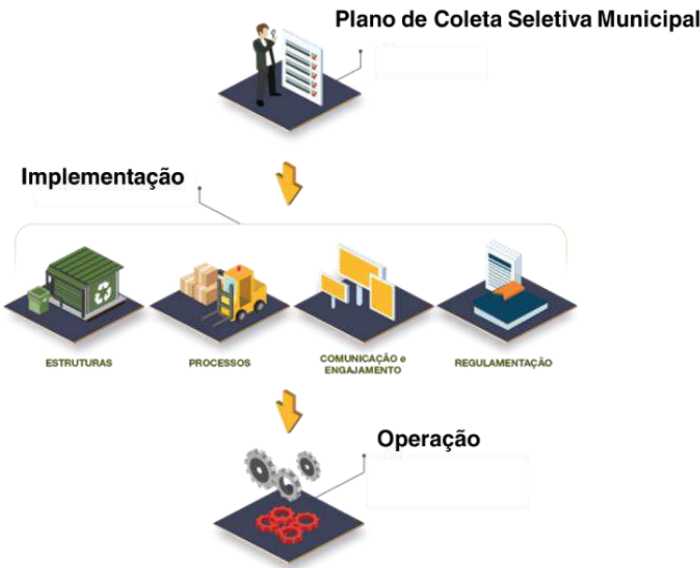 Plano de Coleta Seletiva Municipal
Implementação
ESTRUTURAS
PROCESSOS
COMUNICAÇÃO e
ENGAJAMENTO
REGULAMENTAÇÃO
Operação